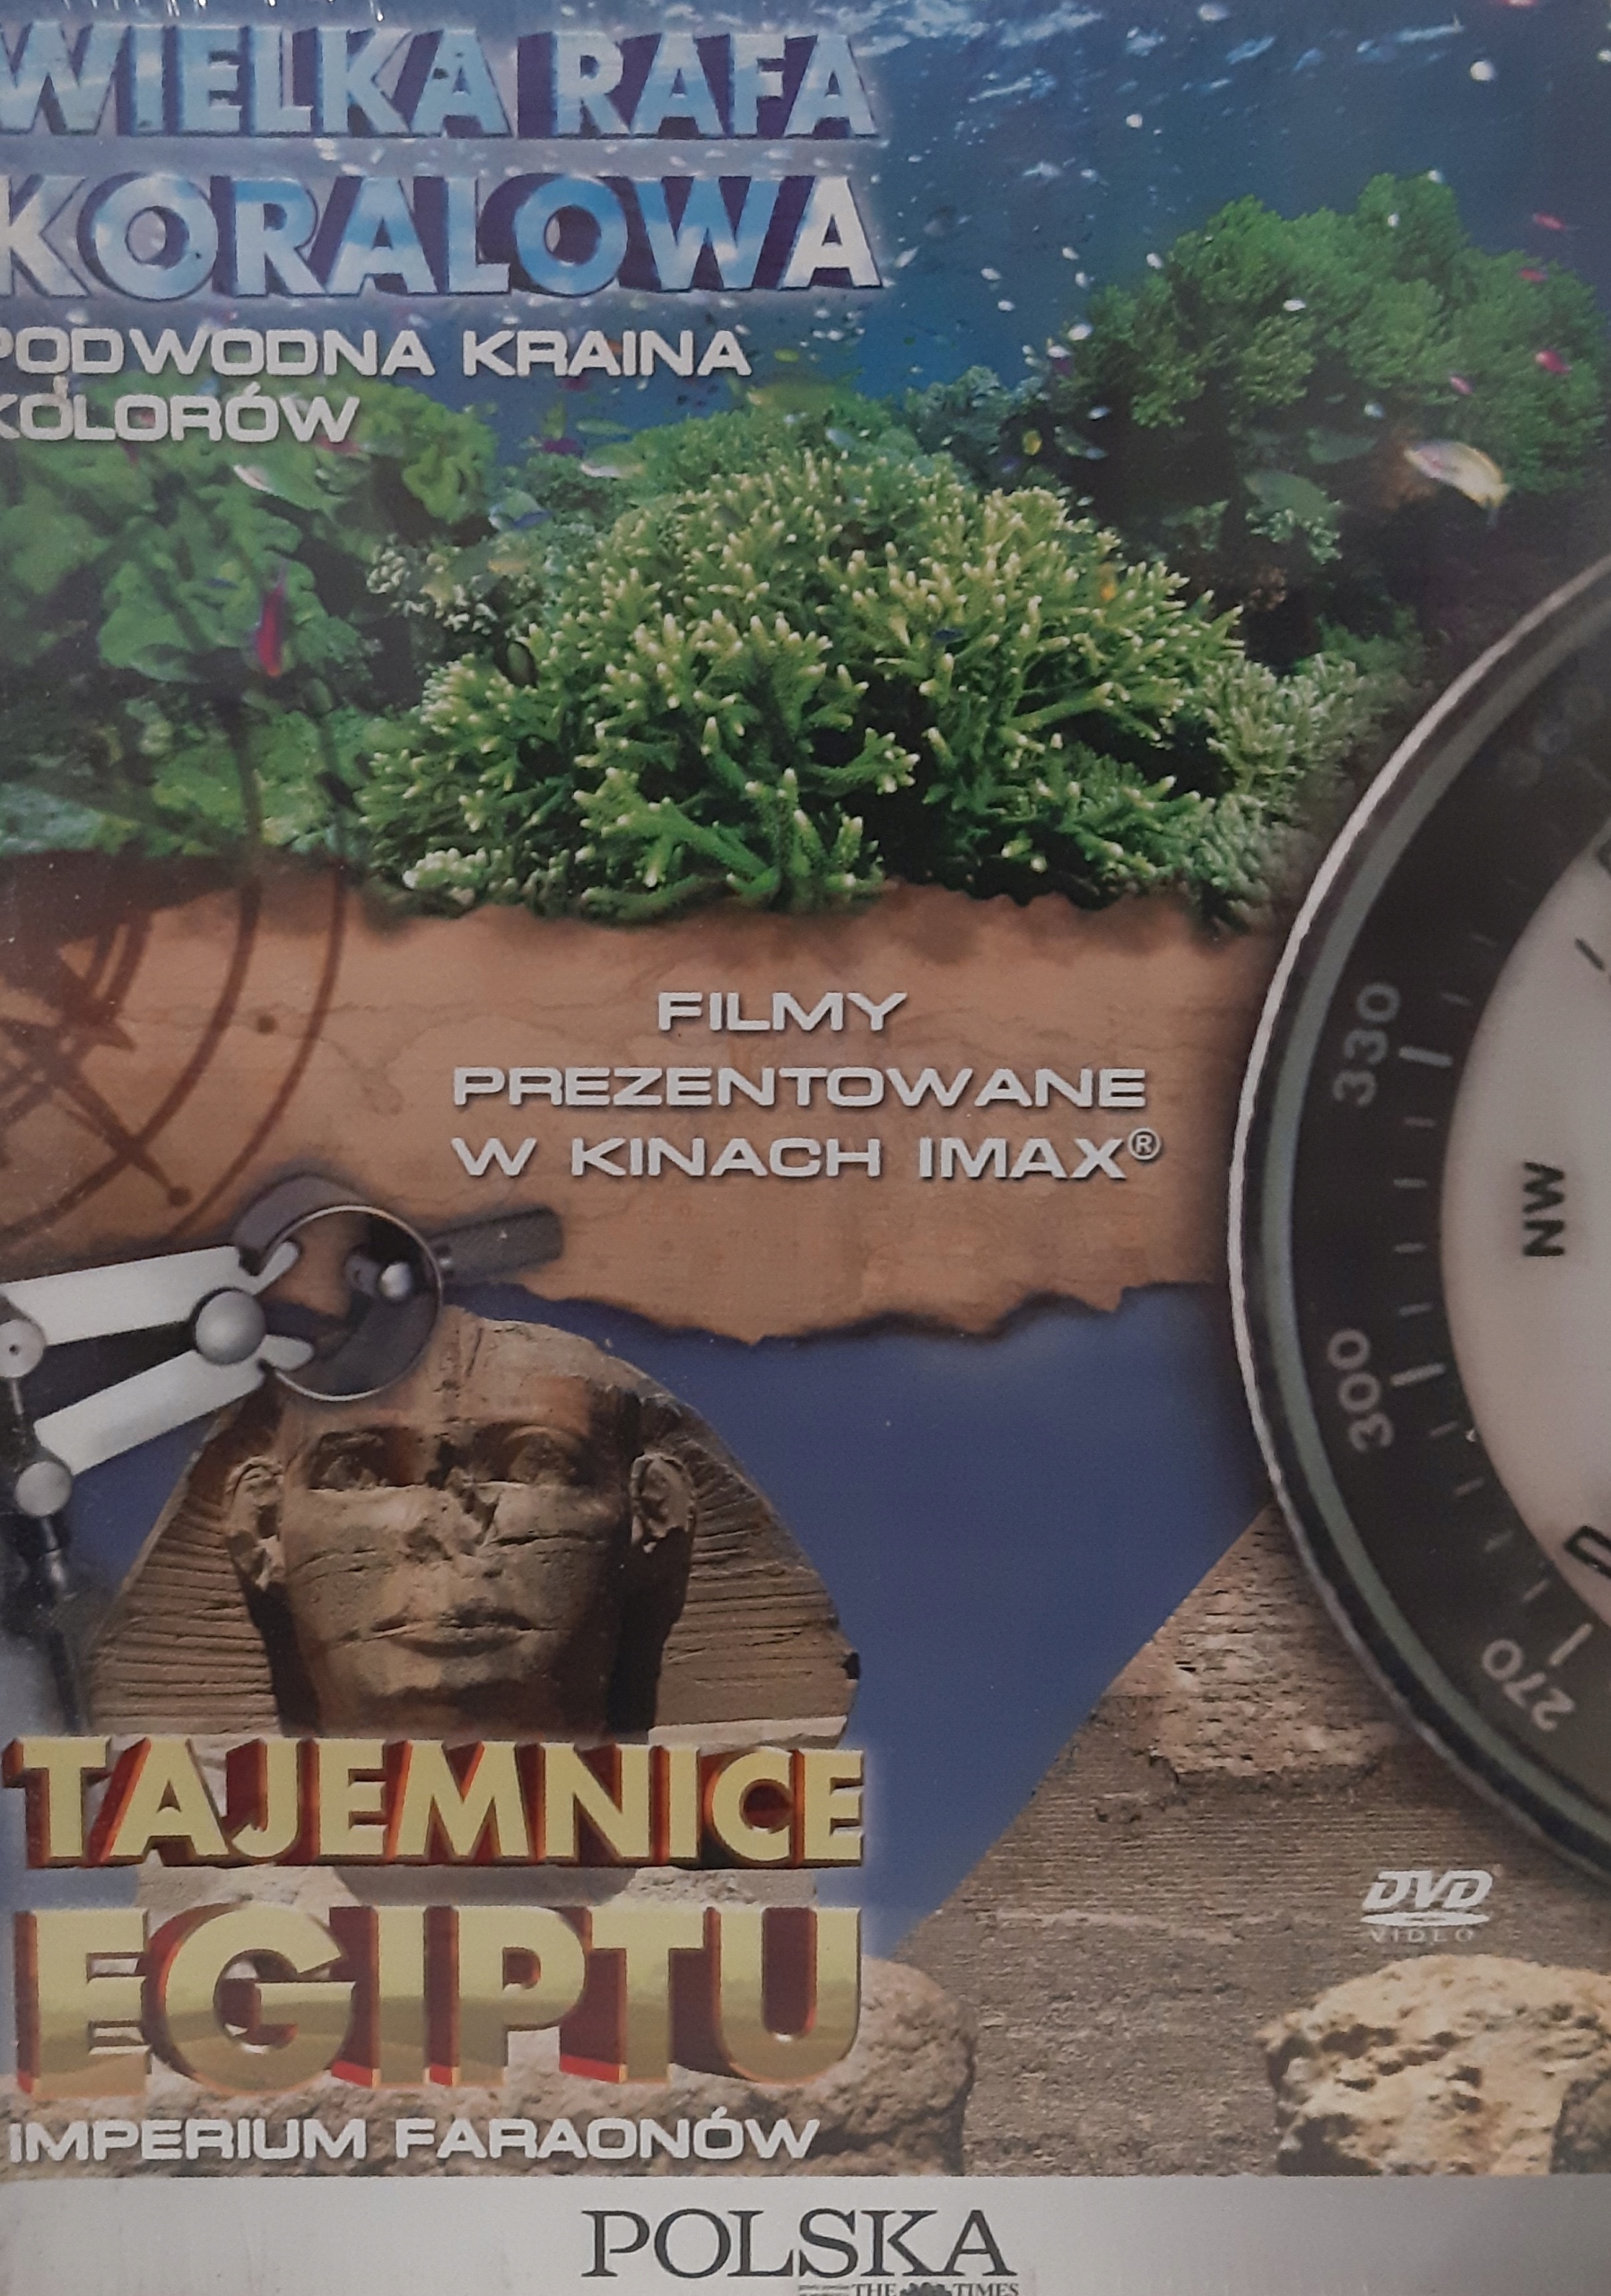 WIELKA RAFA
KORALOWA
PODWODNA KRAINA
KOLORÓW
FILMY
PREZENTOWANE
W KINACH IMAX®
330
NW
300
270
TAJEMNICE
EGIPTU
IMPERIUM FARAONÓW
DVD
VIDEO
POLSKA
THE TIMES